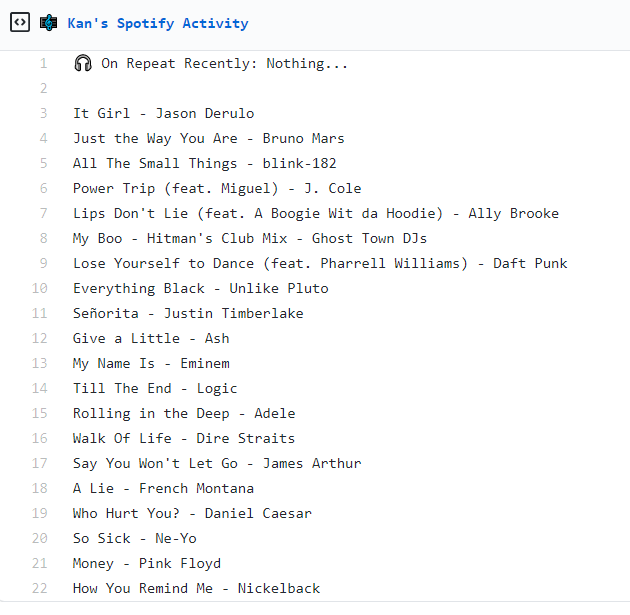 Kan's Spotify Activity
1 🎧 On Repeat Recently: Nothing...
2
3 It Girl - Jason Derulo
4 Just the Way You Are - Bruno Mars
5 All The Small Things - blink-182
6 Power Trip (feat. Miguel) - J. Cole
7 Lips Don't Lie (feat. A Boogie Wit da Hoodie) - Ally Brooke
8 My Boo - Hitman's Club Mix - Ghost Town DJs
9 Lose Yourself to Dance (feat. Pharrell Williams) - Daft Punk
10 Everything Black - Unlike Pluto
11 Señorita - Justin Timberlake
12 Give a Little - Ash
13 My Name Is - Eminem
14 Till The End - Logic
15 Rolling in the Deep - Adele
16 Walk Of Life - Dire Straits
17 Say You Won't Let Go - James Arthur
18 A Lie - French Montana
19 Who Hurt You? - Daniel Caesar
20 So Sick - Ne-Yo
21 Money - Pink Floyd
22 How You Remind Me - Nickelback